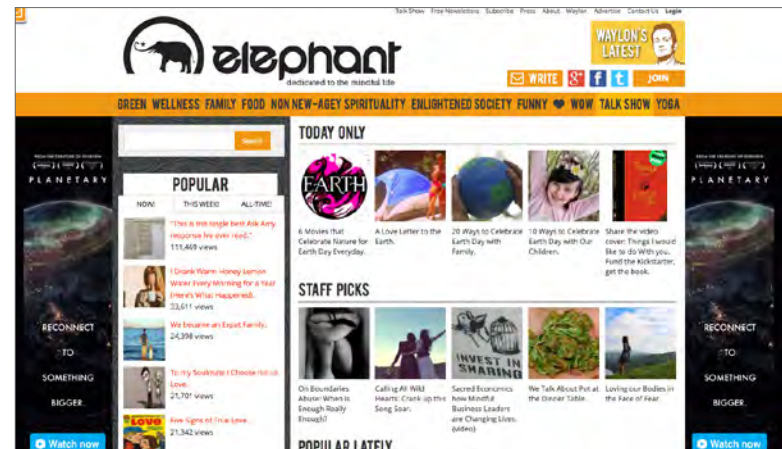 Talk Show Free Newsletters Subscribe Press About Waylon Advertise Contact Us Login
elephant
dedicated to the mindful life
WAYLON'S
LATEST
WRITE
JOIN
GREEN WELLNESS FAMILY FOOD NON NEW-AGEY SPIRITUALITY ENLIGHTENED SOCIETY FUNNY ❤ WOW TALK SHOW YOGA
PLANETARY
RECONNECT
TO
SOMETHING
BIGGER.
Watch now
Search
POPULAR
NOW! THIS WEEK! ALL-TIME!
"This is the single best Ask Amy
response I've ever read."
111,469 views
I Drank Warm Honey Lemon
Water Every Morning for a Year
{Here's What Happened}.
33,611 views
We became an Expat Family.
24,398 views
To my Soulmate: I Choose
Love.
21,701 views
Five Signs of True Love.
21,342 views
LOVE
TODAY ONLY
EARTH
6 Movies that
Celebrate Nature for
Earth Day Everyday.
A Love Letter to the
Earth.
20 Ways to Celebrate
Earth Day with
Family.
10 Ways to Celebrate
Earth Day with Our
Children.
Share the video
cover: Things I would
like to do With you.
Fund the Kickstarter,
get the book.
STAFF PICKS
INVEST IN
SHARING
On Boundaries
Abuse: When is
Enough Really
Enough?
Calling All Wild
Hearts: Crank up this
Song Soar.
Sacred Economics
how Mindful
Business Leaders
are Changing Lives.
{video}
We Talk About Pot at
the Dinner Table.
Loving our Bodies in
the Face of Fear.
POPULAR LATELY
PLANETARY
RECONNECT
TO
SOMETHING
BIGGER.
Watch now